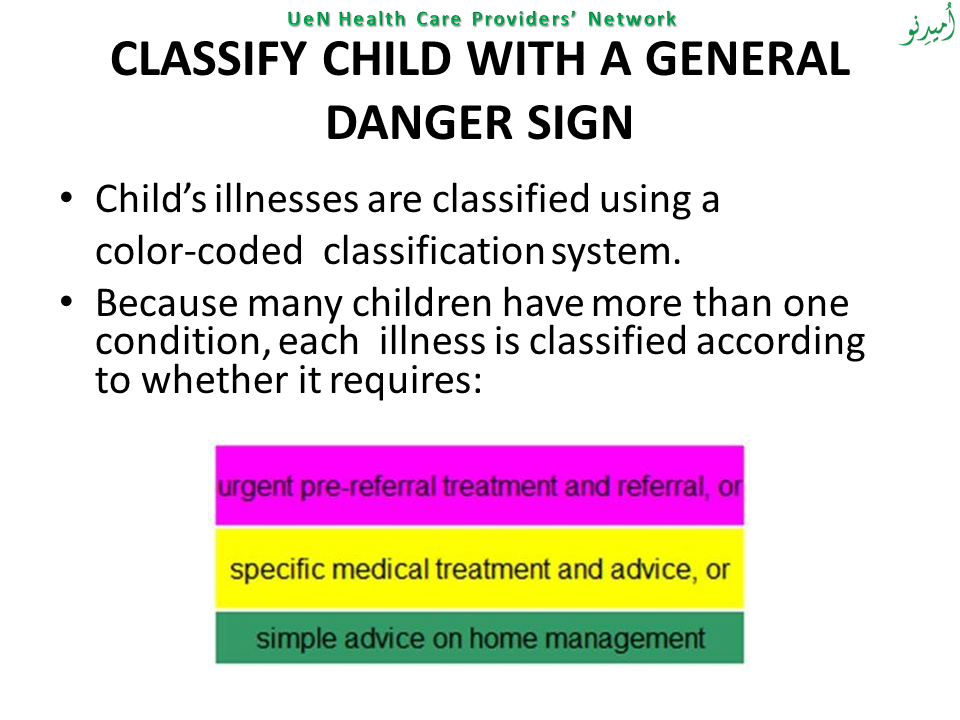 UeN Health Care Providers’ Network
اُمیدِنو
CLASSIFY CHILD WITH A GENERAL
DANGER SIGN
• Child’s illnesses are classified using a
color-coded classification system.
• Because many children have more than one
condition, each illness is classified according
to whether it requires:
urgent pre-referral treatment and referral, or
specific medical treatment and advice, or
simple advice on home management